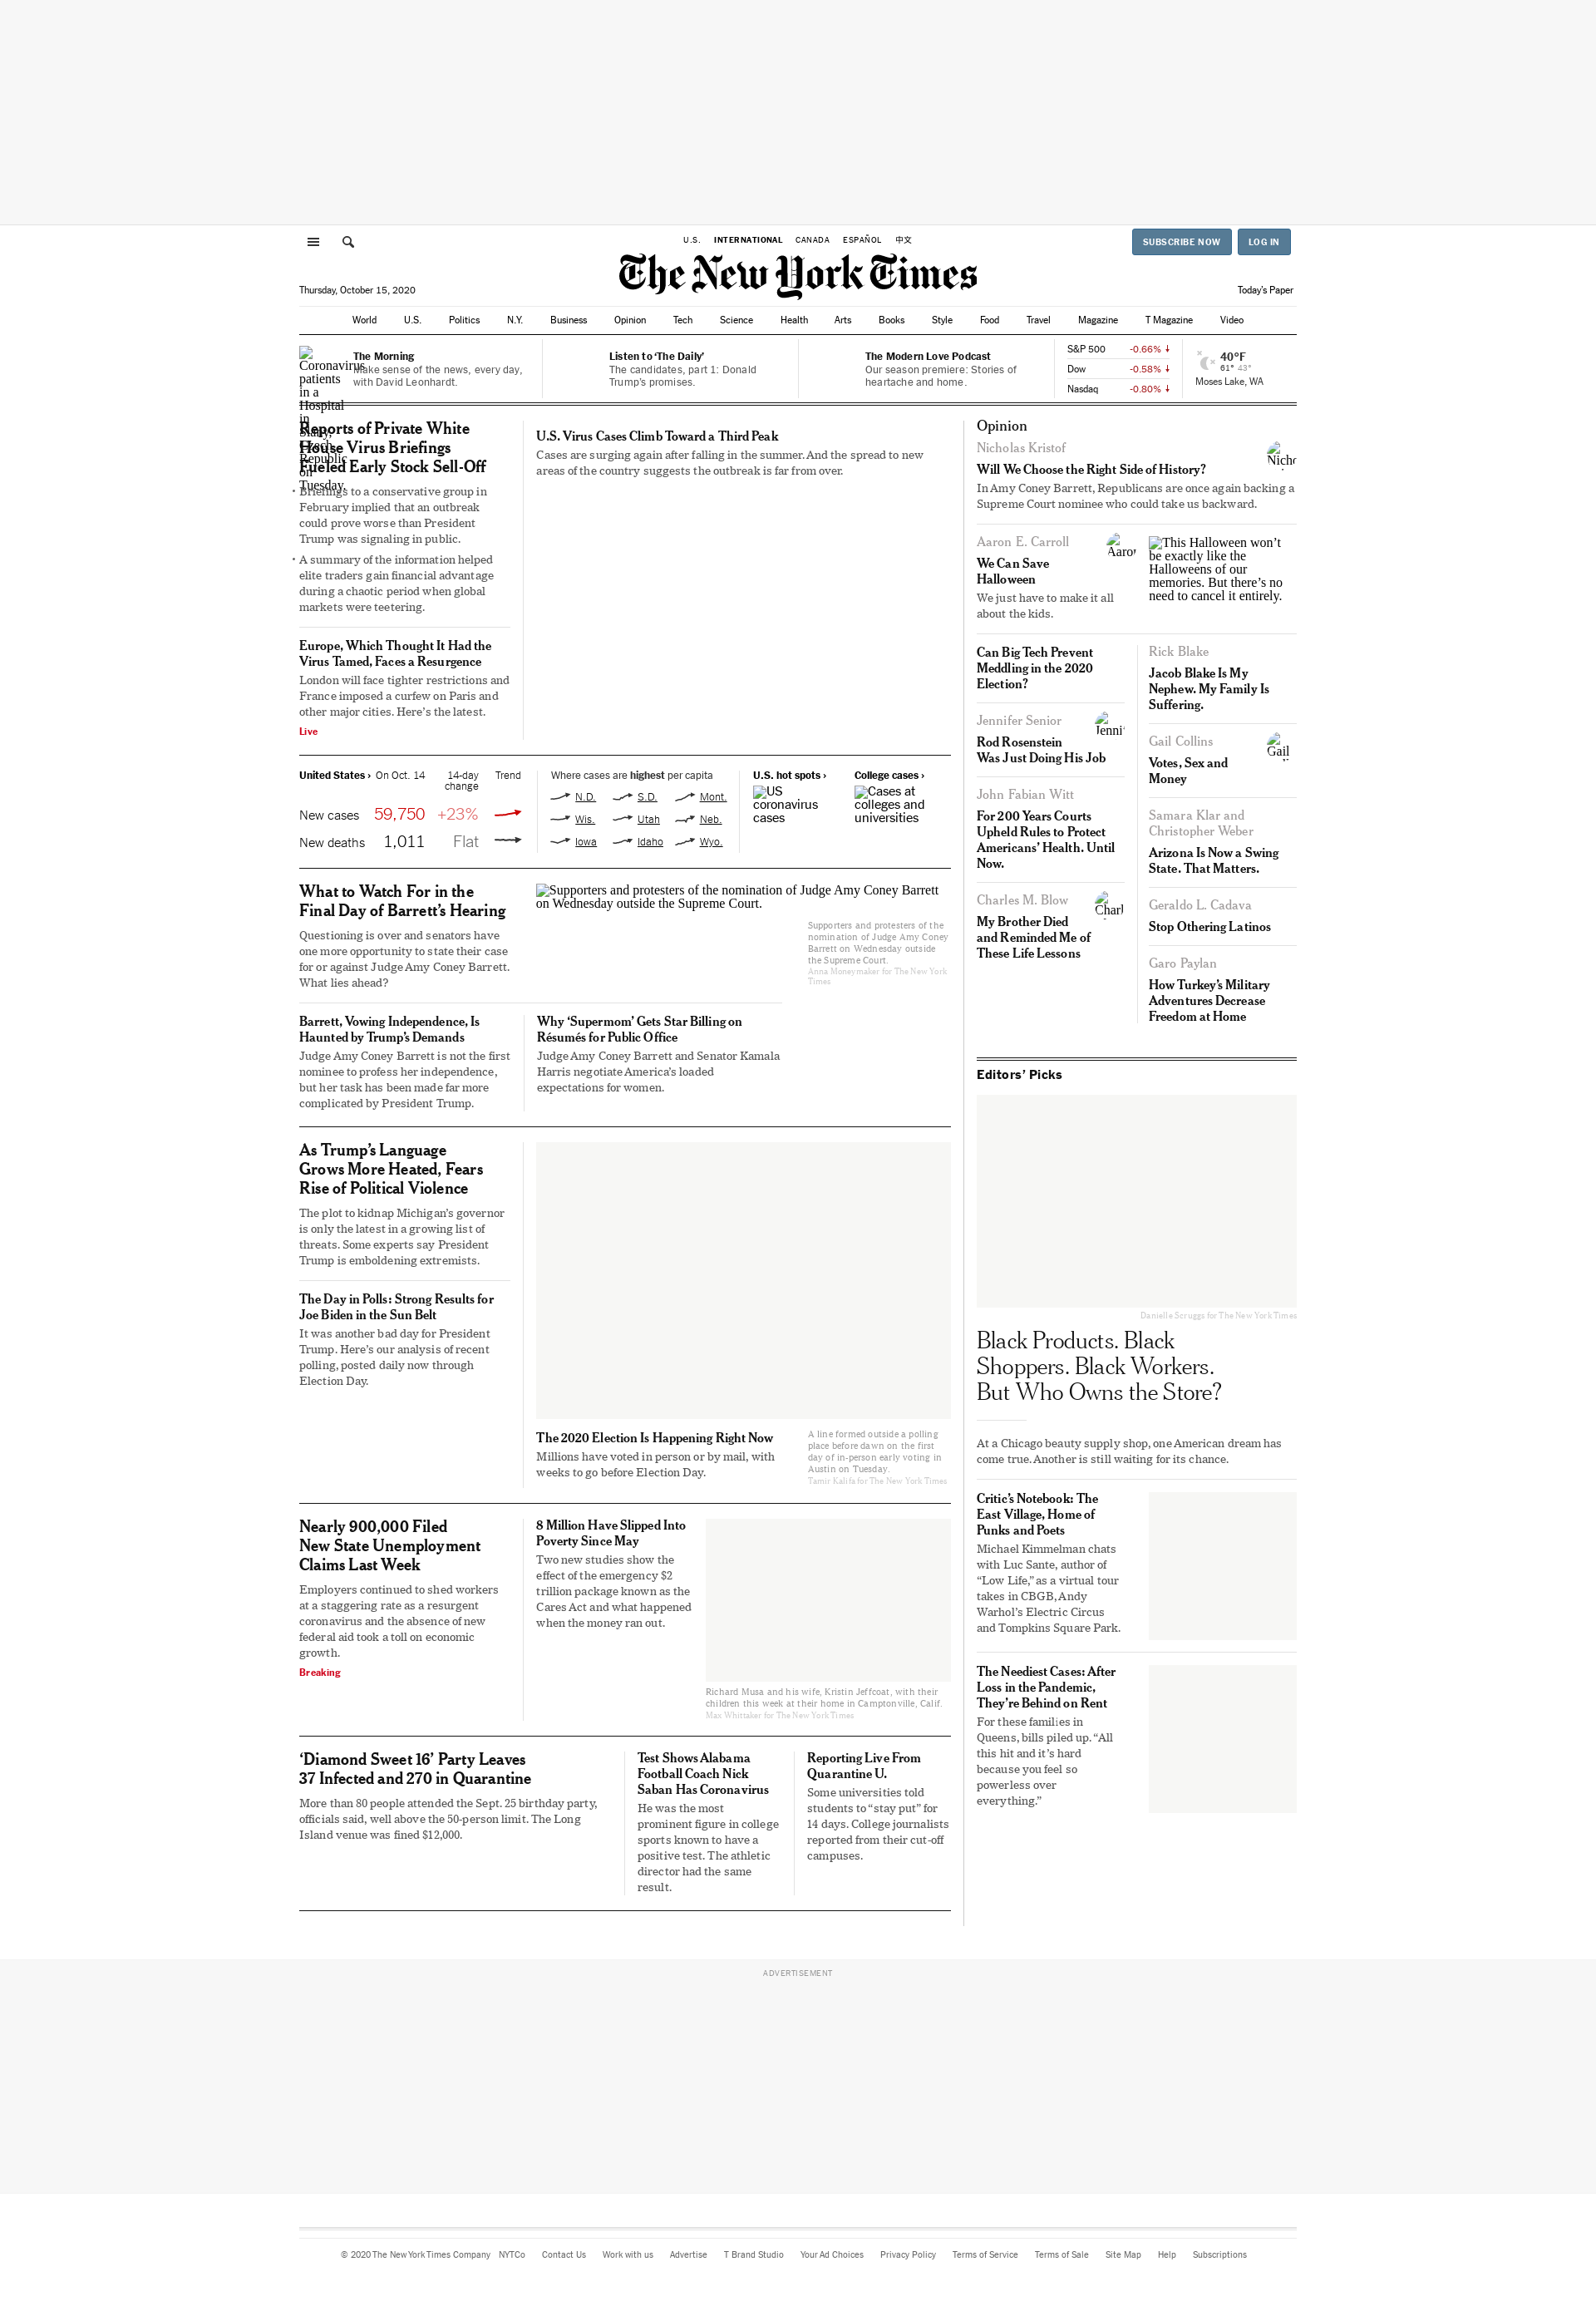 U.S.
INTERNATIONAL
CANADA
ESPAÑOL
中文
SUBSCRIBE NOW
LOG IN
The New York Times
Thursday, October 15, 2020
Today's Paper
World
U.S.
Politics
N.Y.
Business
Opinion
Tech
Science
Health
Arts
Books
Style
Food
Travel
Magazine
T Magazine
Video
Coronavirus
patients
in a
Hospital
in
Slany,
Czech
Republic
on
Tuesday.
The Morning
Make sense of the news, every day,
with David Leonhardt.
Listen to ‘The Daily’
The candidates, part 1: Donald
Trump's promises.
The Modern Love Podcast
Our season premiere: Stories of
heartache and home.
S&P 500 -0.66% ↓
Dow -0.58% ↓
Nasdaq -0.80% ↓
40°F
61° 43°
Moses Lake, WA
Reports of Private White
House Virus Briefings
Fueled Early Stock Sell-Off
• Briefings to a conservative group in
February implied that an outbreak
could prove worse than President
Trump was signaling in public.
• A summary of the information helped
elite traders gain financial advantage
during a chaotic period when global
markets were teetering.
Europe, Which Thought It Had the
Virus Tamed, Faces a Resurgence
London will face tighter restrictions and
France imposed a curfew on Paris and
other major cities. Here's the latest.
Live
U.S. Virus Cases Climb Toward a Third Peak
Cases are surging again after falling in the summer. And the spread to new
areas of the country suggests the outbreak is far from over.
United States › On Oct. 14 14-day Trend
change
New cases 59,750 +23%
New deaths 1,011 Flat
Where cases are highest per capita
N.D. S.D. Mont.
Wis. Utah Neb.
Iowa Idaho Wyo.
U.S. hot spots ›
US
coronavirus
cases
College cases ›
Cases at
colleges and
universities
What to Watch For in the
Final Day of Barrett's Hearing
Questioning is over and senators have
one more opportunity to state their case
for or against Judge Amy Coney Barrett.
What lies ahead?
Supporters and protesters of the nomination of Judge Amy Coney Barrett
on Wednesday outside the Supreme Court.
Supporters and protesters of the
nomination of Judge Amy Coney
Barrett on Wednesday outside
the Supreme Court.
Anna Moneymaker for The New York
Times
Barrett, Vowing Independence, Is
Haunted by Trump's Demands
Judge Amy Coney Barrett is not the first
nominee to profess her independence,
but her task has been made far more
complicated by President Trump.
Why ‘Supermom’ Gets Star Billing on
Résumés for Public Office
Judge Amy Coney Barrett and Senator Kamala
Harris negotiate America's loaded
expectations for women.
As Trump's Language
Grows More Heated, Fears
Rise of Political Violence
The plot to kidnap Michigan's governor
is only the latest in a growing list of
threats. Some experts say President
Trump is emboldening extremists.
The Day in Polls: Strong Results for
Joe Biden in the Sun Belt
It was another bad day for President
Trump. Here's our analysis of recent
polling, posted daily now through
Election Day.
The 2020 Election Is Happening Right Now
Millions have voted in person or by mail, with
weeks to go before Election Day.
A line formed outside a polling
place before dawn on the first
day of in-person early voting in
Austin on Tuesday.
Tamir Kalifa for The New York Times
Nearly 900,000 Filed
New State Unemployment
Claims Last Week
Employers continued to shed workers
at a staggering rate as a resurgent
coronavirus and the absence of new
federal aid took a toll on economic
growth.
Breaking
8 Million Have Slipped Into
Poverty Since May
Two new studies show the
effect of the emergency $2
trillion package known as the
Cares Act and what happened
when the money ran out.
Richard Musa and his wife, Kristin Jeffcoat, with their
children this week at their home in Camptonville, Calif.
Max Whittaker for The New York Times
‘Diamond Sweet 16’ Party Leaves
37 Infected and 270 in Quarantine
More than 80 people attended the Sept. 25 birthday party,
officials said, well above the 50-person limit. The Long
Island venue was fined $12,000.
Test Shows Alabama
Football Coach Nick
Saban Has Coronavirus
He was the most
prominent figure in college
sports known to have a
positive test. The athletic
director had the same
result.
Reporting Live From
Quarantine U.
Some universities told
students to “stay put” for
14 days. College journalists
reported from their cut-off
campuses.
Opinion
Nicholas Kristof
Will We Choose the Right Side of History?
In Amy Coney Barrett, Republicans are once again backing a
Supreme Court nominee who could take us backward.
Aaron E. Carroll
Aaron
We Can Save
Halloween
We just have to make it all
about the kids.
This Halloween won't
be exactly like the
Halloweens of our
memories. But there's no
need to cancel it entirely.
Can Big Tech Prevent
Meddling in the 2020
Election?
Jennifer Senior
Rod Rosenstein
Was Just Doing His Job
John Fabian Witt
For 200 Years Courts
Upheld Rules to Protect
Americans' Health. Until
Now.
Charles M. Blow
My Brother Died
and Reminded Me of
These Life Lessons
Rick Blake
Jacob Blake Is My
Nephew. My Family Is
Suffering.
Gail Collins
Gail
Votes, Sex and
Money
Samara Klar and
Christopher Weber
Arizona Is Now a Swing
State. That Matters.
Geraldo L. Cadava
Stop Othering Latinos
Garo Paylan
How Turkey's Military
Adventures Decrease
Freedom at Home
Editors' Picks
Danielle Scruggs for The New York Times
Black Products. Black
Shoppers. Black Workers.
But Who Owns the Store?
At a Chicago beauty supply shop, one American dream has
come true. Another is still waiting for its chance.
Critic's Notebook: The
East Village, Home of
Punks and Poets
Michael Kimmelman chats
with Luc Sante, author of
“Low Life,” as a virtual tour
takes in CBGB, Andy
Warhol's Electric Circus
and Tompkins Square Park.
The Neediest Cases: After
Loss in the Pandemic,
They're Behind on Rent
For these families in
Queens, bills piled up. “All
this hit and it's hard
because you feel so
powerless over
everything.”
ADVERTISEMENT
© 2020 The New York Times Company
NYTCo
Contact Us
Work with us
Advertise
T Brand Studio
Your Ad Choices
Privacy Policy
Terms of Service
Terms of Sale
Site Map
Help
Subscriptions